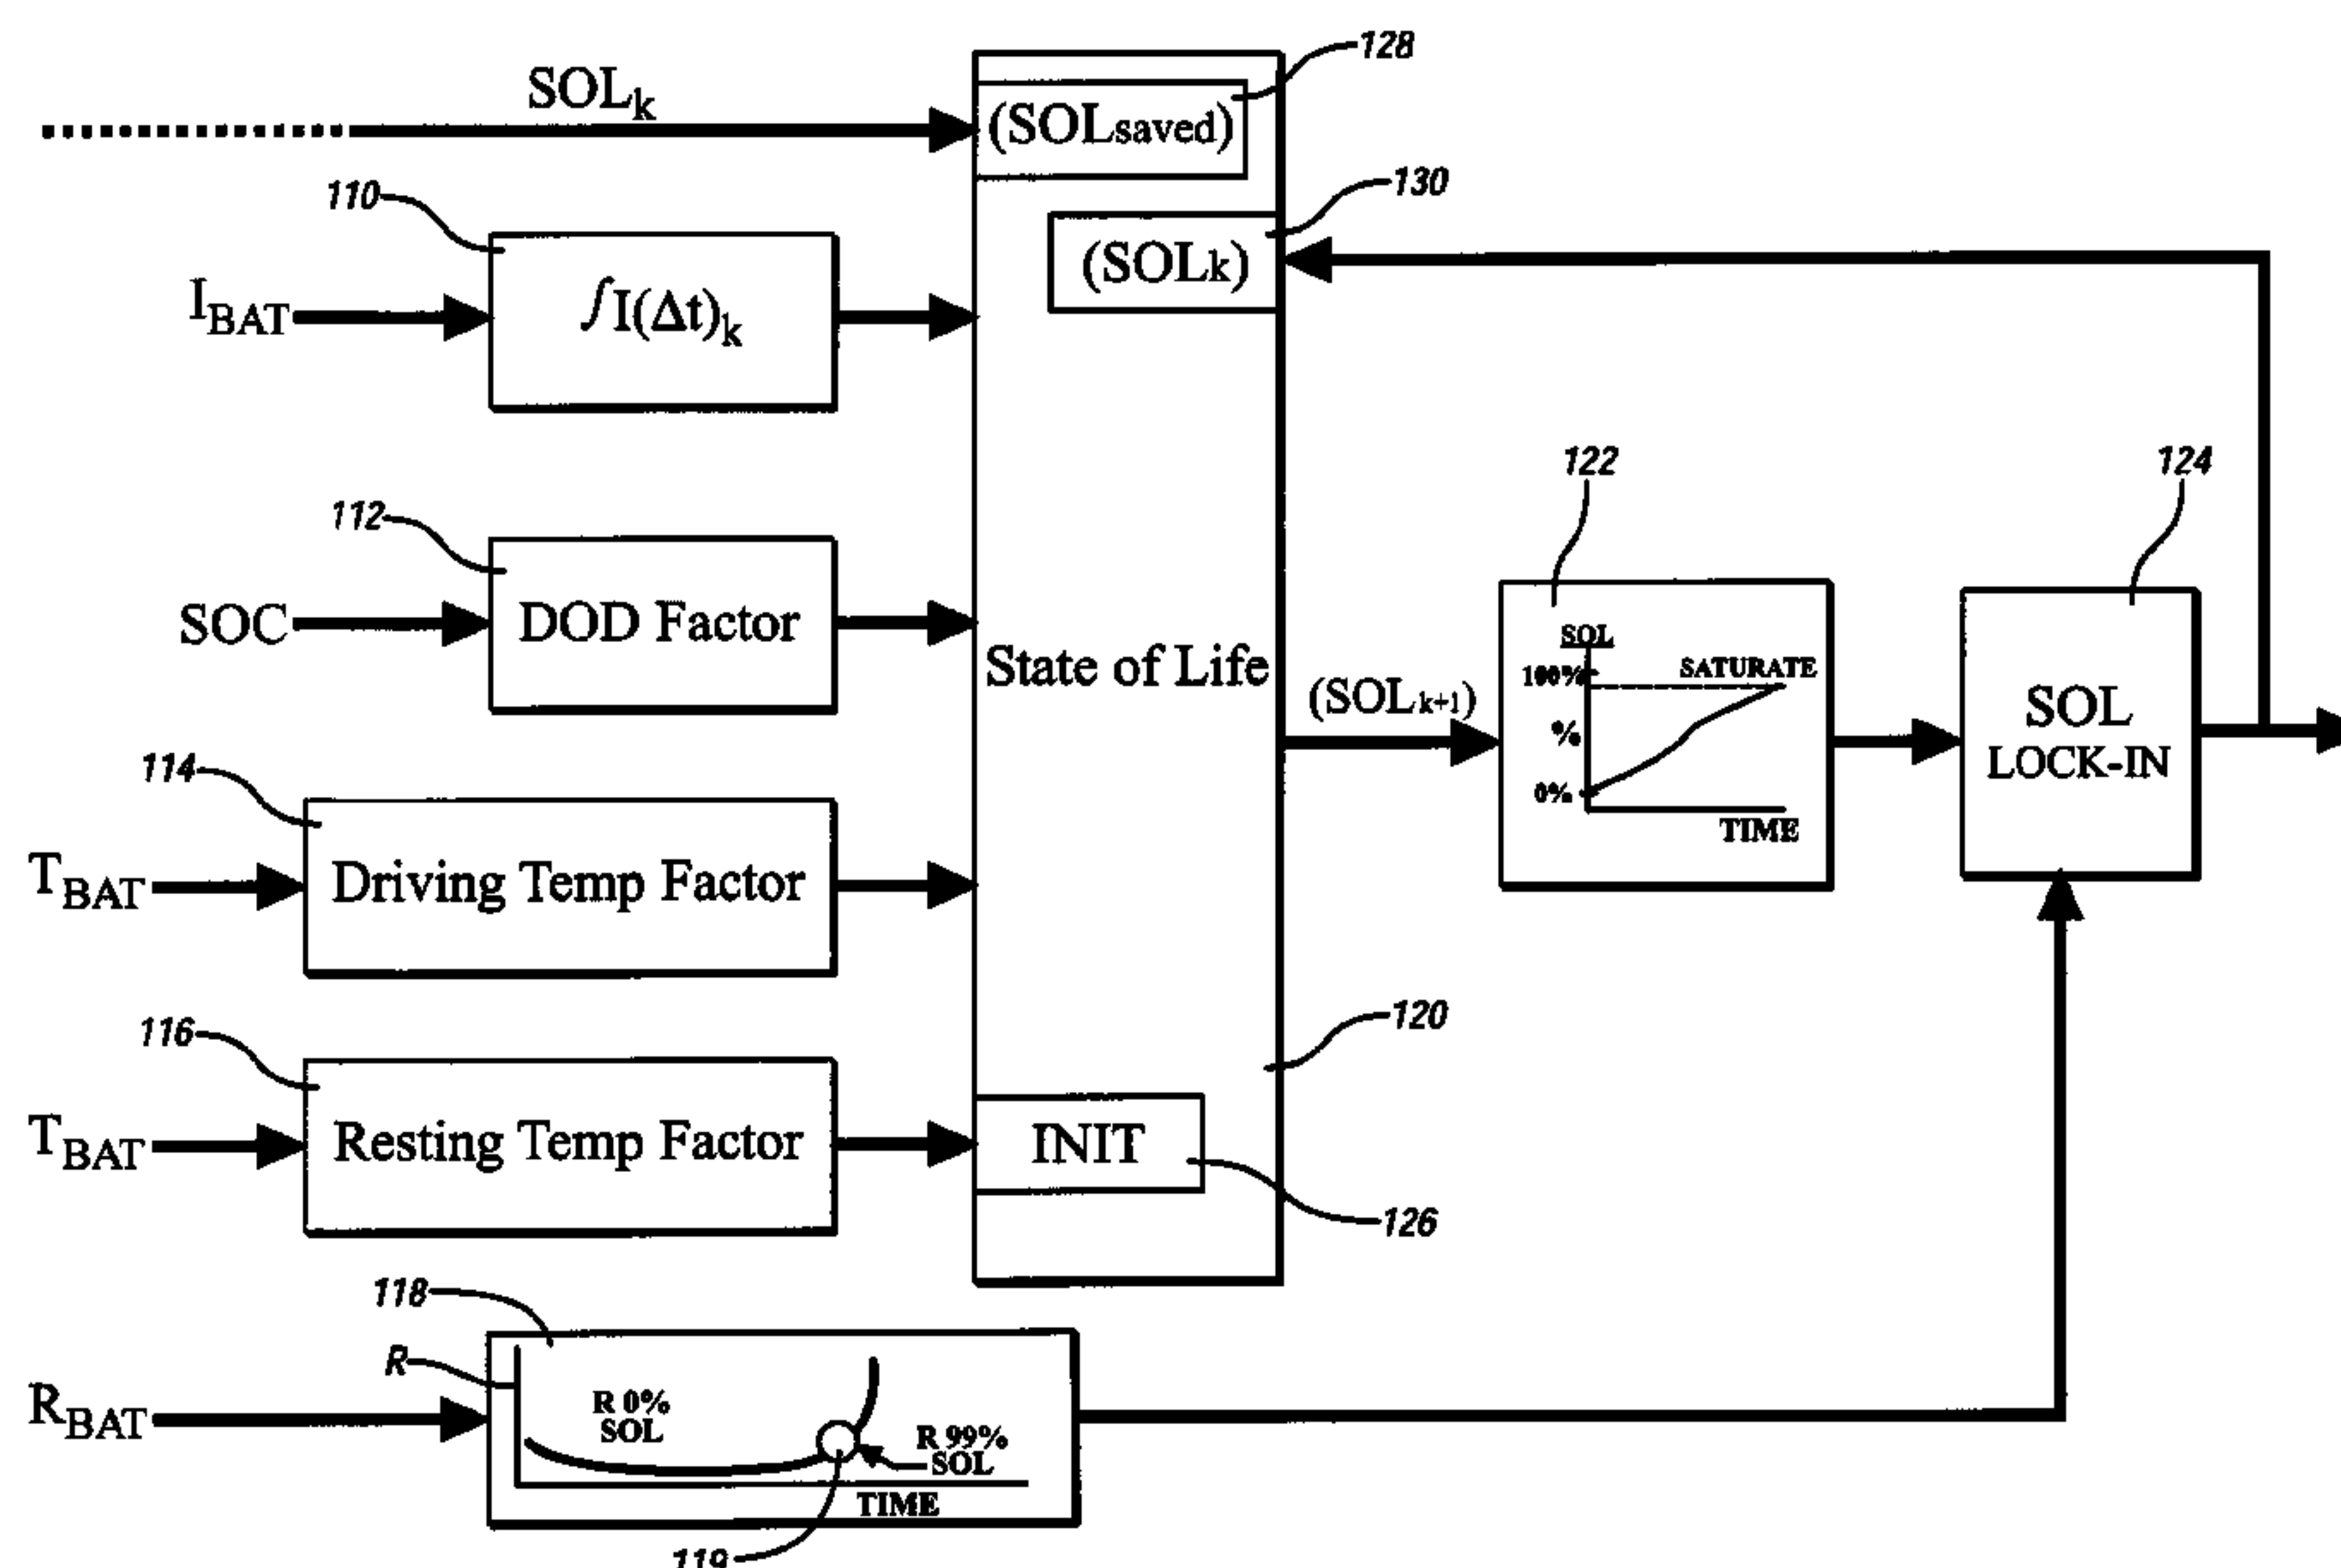 128
SOLk
(SOLsaved)
110
130
(SOLk)
IBAT
∫I(Δt)k
122
124
112
SOC
DOD Factor
State of Life
(SOL k+1)
SOL
100%
SATURATE
%
0%
TIME
SOL
LOCK-IN
114
TBAT
Driving Temp Factor
116
120
TBAT
Resting Temp Factor
INIT
126
118
R
RBAT
R 0%
SOL
R 99%
SOL
TIME
119